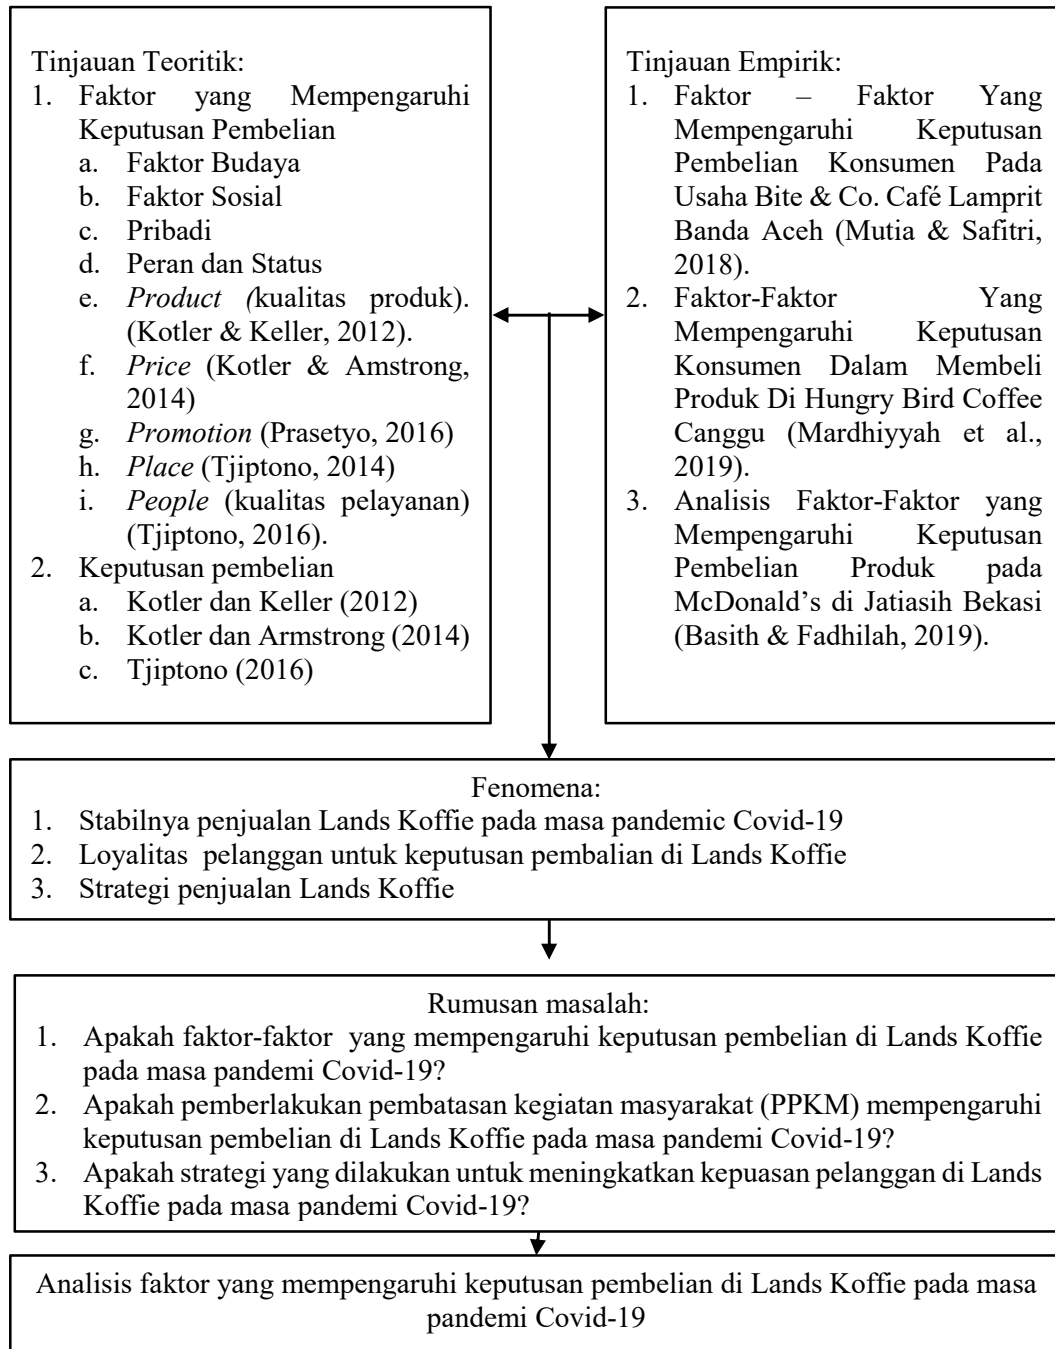 Tinjauan Teoritik:
1. Faktor yang Mempengaruhi
Keputusan Pembelian
a. Faktor Budaya
b. Faktor Sosial
c. Pribadi
d. Peran dan Status
e. Product (kualitas produk).
(Kotler & Keller, 2012).
f. Price (Kotler & Amstrong,
2014)
g. Promotion (Prasetyo, 2016)
h. Place (Tjiptono, 2014)
i. People (kualitas pelayanan)
(Tjiptono, 2016).
2. Keputusan pembelian
a. Kotler dan Keller (2012)
b. Kotler dan Armstrong (2014)
c. Tjiptono (2016)
Tinjauan Empirik:
1. Faktor – Faktor Yang
Mempengaruhi Keputusan
Pembelian Konsumen Pada
Usaha Bite & Co. Café Lamprit
Banda Aceh (Mutia & Safitri,
2018).
2. Faktor-Faktor Yang
Mempengaruhi Keputusan
Konsumen Dalam Membeli
Produk Di Hungry Bird Coffee
Canggu (Mardhiyyah et al.,
2019).
3. Analisis Faktor-Faktor yang
Mempengaruhi Keputusan
Pembelian Produk pada
McDonald’s di Jatiasih Bekasi
(Basith & Fadhilah, 2019).
Fenomena:
1. Stabilnya penjualan Lands Koffie pada masa pandemic Covid-19
2. Loyalitas pelanggan untuk keputusan pembalian di Lands Koffie
3. Strategi penjualan Lands Koffie
Rumusan masalah:
1. Apakah faktor-faktor yang mempengaruhi keputusan pembelian di Lands Koffie
pada masa pandemi Covid-19?
2. Apakah pemberlakukan pembatasan kegiatan masyarakat (PPKM) mempengaruhi
keputusan pembelian di Lands Koffie pada masa pandemi Covid-19?
3. Apakah strategi yang dilakukan untuk meningkatkan kepuasan pelanggan di Lands
Koffie pada masa pandemi Covid-19?
Analisis faktor yang mempengaruhi keputusan pembelian di Lands Koffie pada masa
pandemi Covid-19